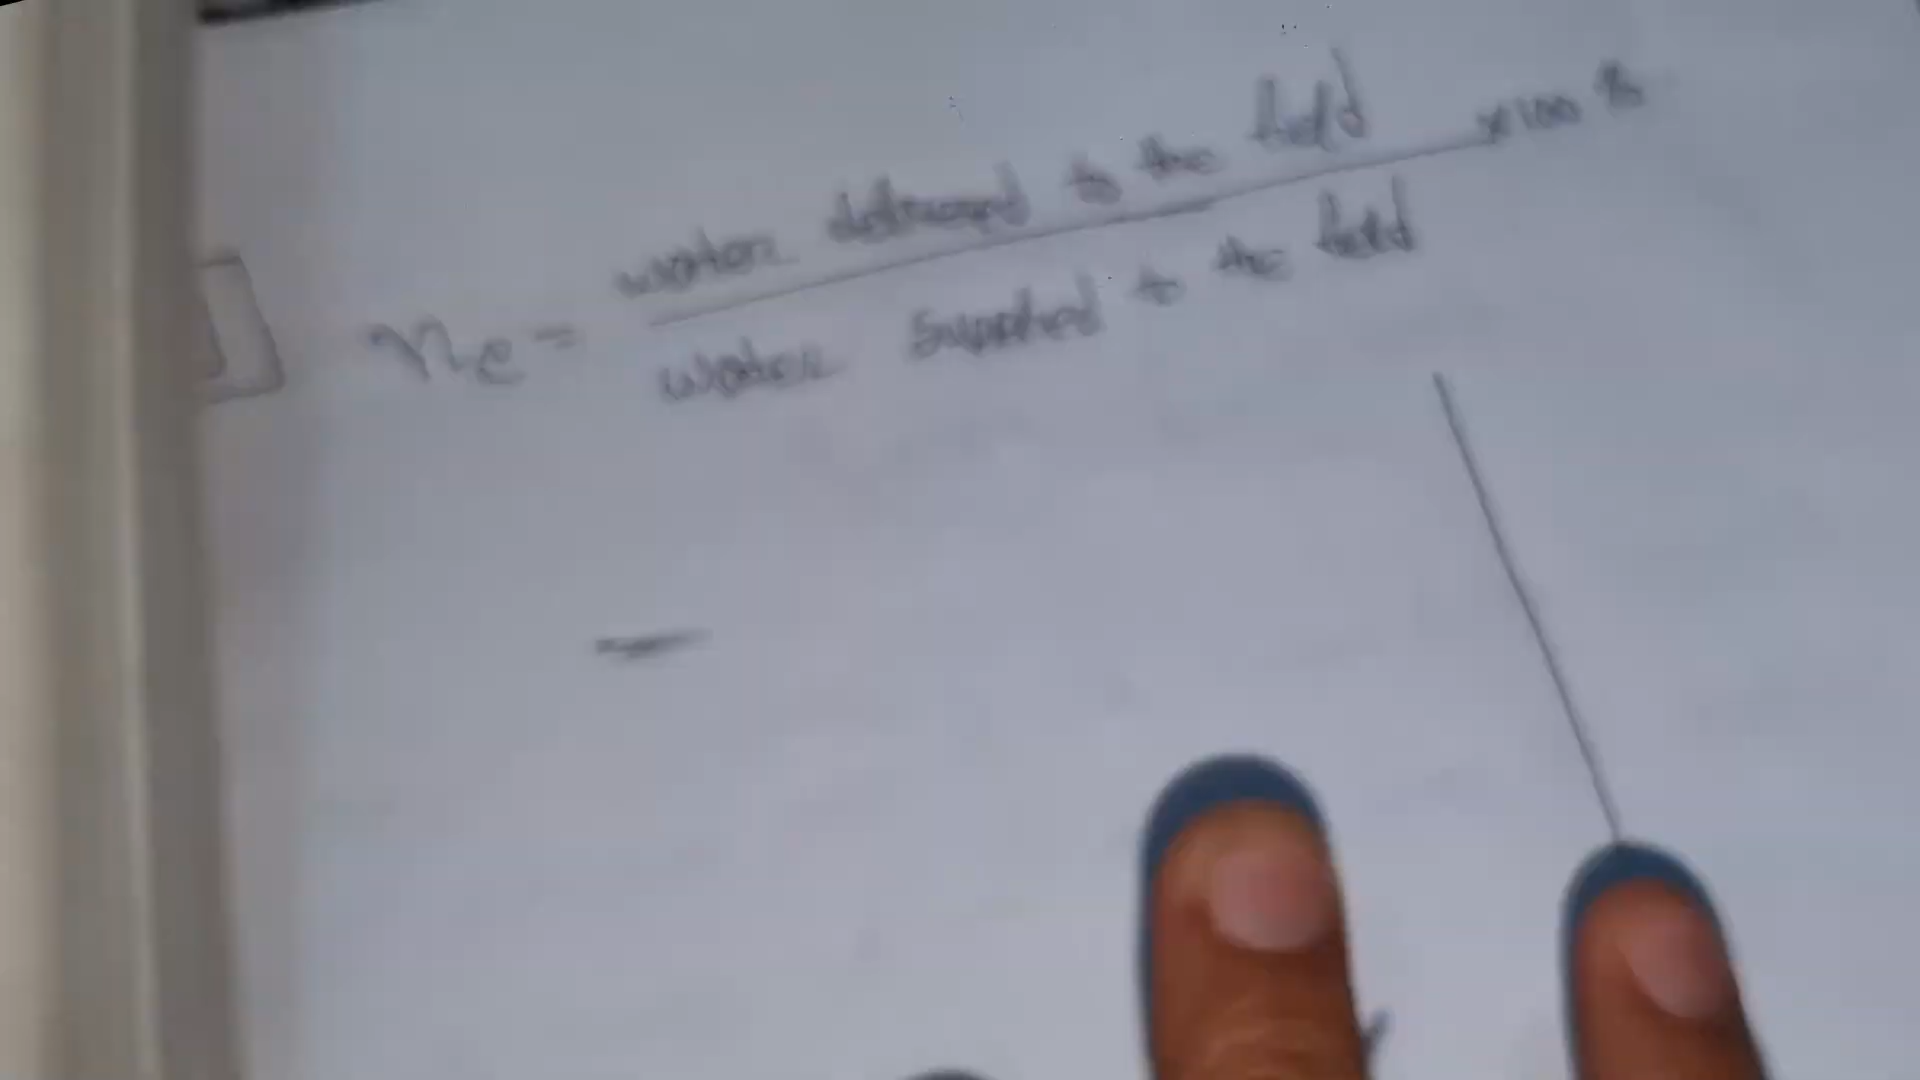 water delivered to the field x100 %
ηe =
water supplied to the field